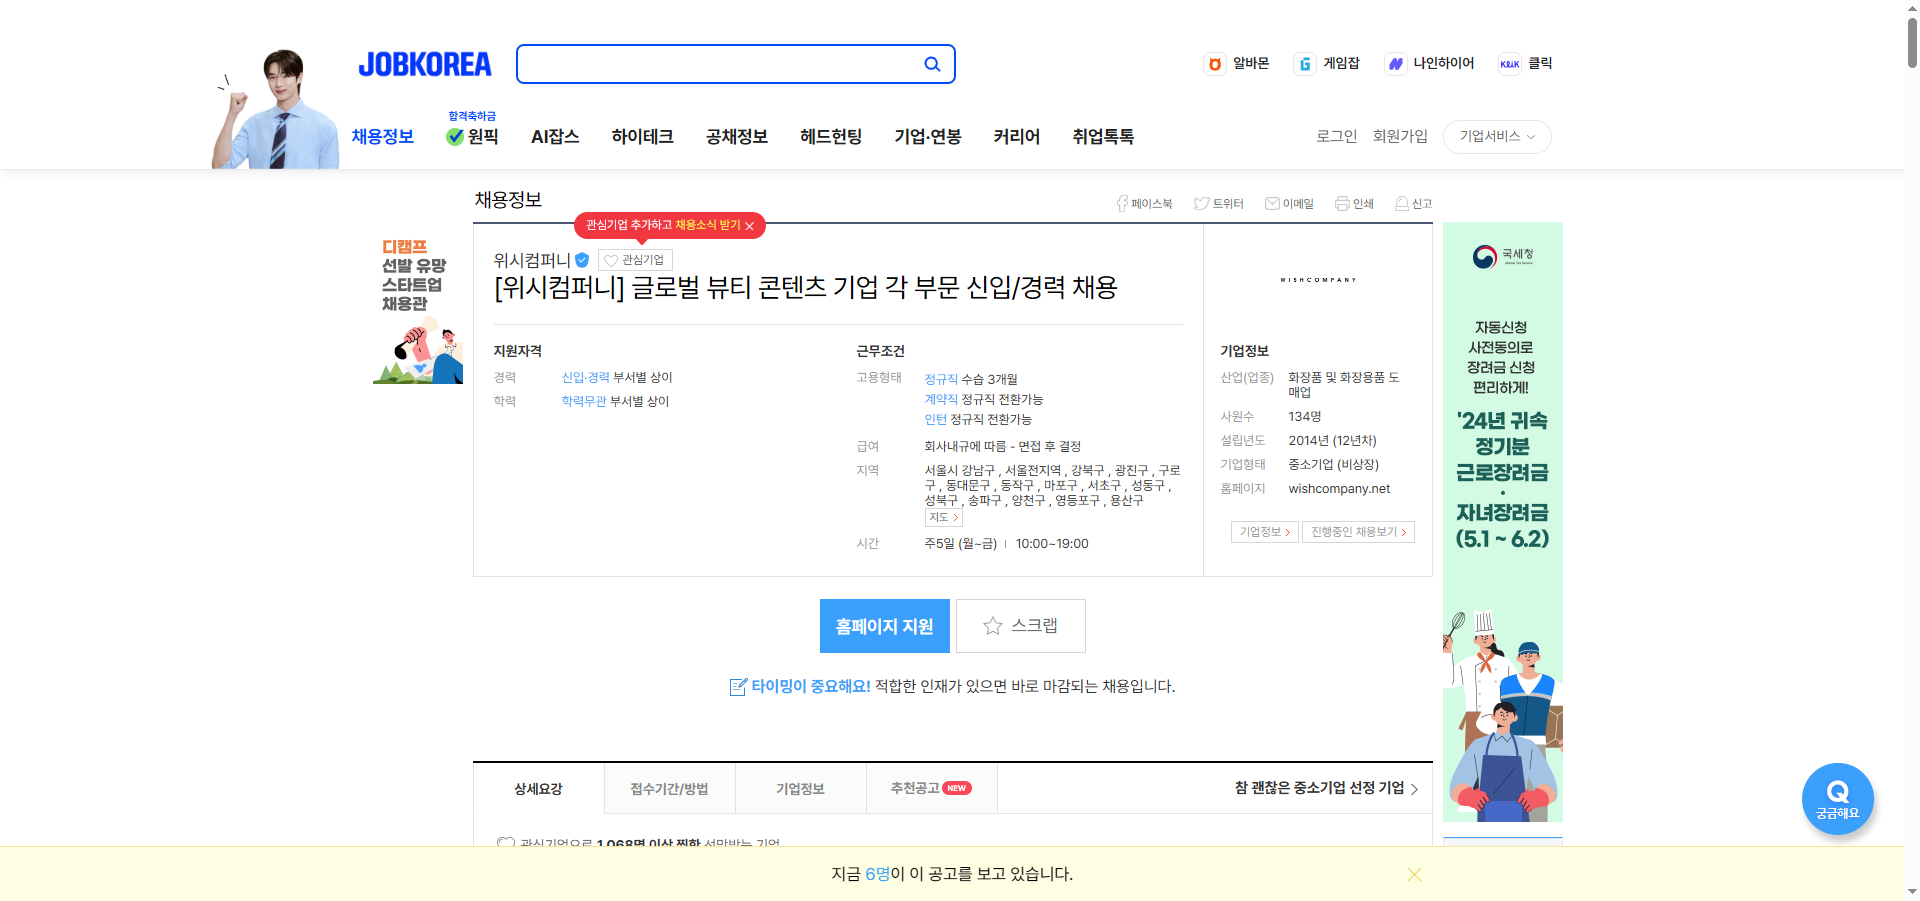 JOBKOREA
알바몬 게임잡 나인하이어 KLiK 클릭
합격축하금
채용정보 원픽 AI잡스 하이테크 공채정보 헤드헌팅 기업·연봉 커리어 취업톡톡
로그인 회원가입 기업서비스
채용정보
페이스북 트위터 이메일 인쇄 신고
관심기업 추가하고 채용소식 받기
위시컴퍼니 관심기업
[위시컴퍼니] 글로벌 뷰티 콘텐츠 기업 각 부문 신입/경력 채용
지원자격
경력 신입·경력 부서별 상이
학력 학력무관 부서별 상이
근무조건
고용형태 정규직 수습 3개월
계약직 정규직 전환가능
인턴 정규직 전환가능
급여 회사내규에 따름 - 면접 후 결정
지역 서울시 강남구 , 서울전지역 , 강북구 , 광진구 , 구로
구 , 동대문구 , 동작구 , 마포구 , 서초구 , 성동구 ,
성북구 , 송파구 , 양천구 , 영등포구 , 용산구
지도
시간 주5일 (월~금) 10:00~19:00
WISHCOMPANY
기업정보
산업(업종) 화장품 및 화장용품 도
매업
사원수 134명
설립년도 2014년 (12년차)
기업형태 중소기업 (비상장)
홈페이지 wishcompany.net
기업정보 진행중인 채용보기
홈페이지 지원 스크랩
타이밍이 중요해요! 적합한 인재가 있으면 바로 마감되는 채용입니다.
상세요강 접수기간/방법 기업정보 추천공고 NEW 참 괜찮은 중소기업 선정 기업
관심기업으로 1,068명 이상 찜한 선망받는 기업
디캠프
선발 유망
스타트업
채용관
국세청
자동신청
사전동의로
장려금 신청
편리하게!
'24년 귀속
정기분
근로장려금
·
자녀장려금
(5.1 ~ 6.2)
Q
궁금해요
지금 6명이 이 공고를 보고 있습니다.